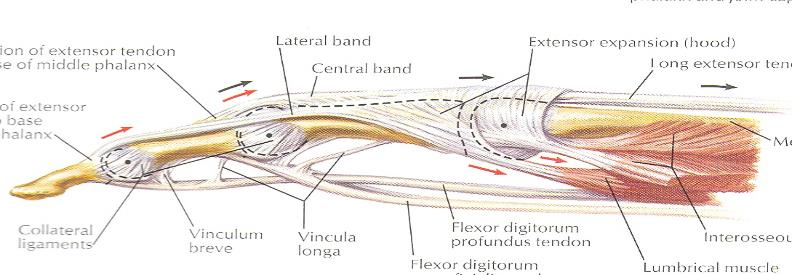 Lateral band
Extensor expansion (hood)
ion of extensor tendon
se of middle phalanx
Central band
Long extensor tend
of extensor
base
halanx
Collateral
ligaments
Vinculum
breve
Vincula
longa
Flexor digitorum
profundus tendon
Flexor digitorum
Interosseou
Lumbrical muscle
Me